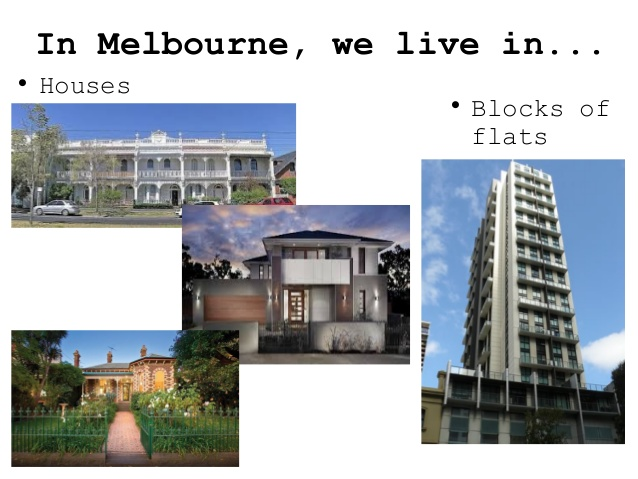 In Melbourne, we live in...
• Houses
• Blocks of
flats